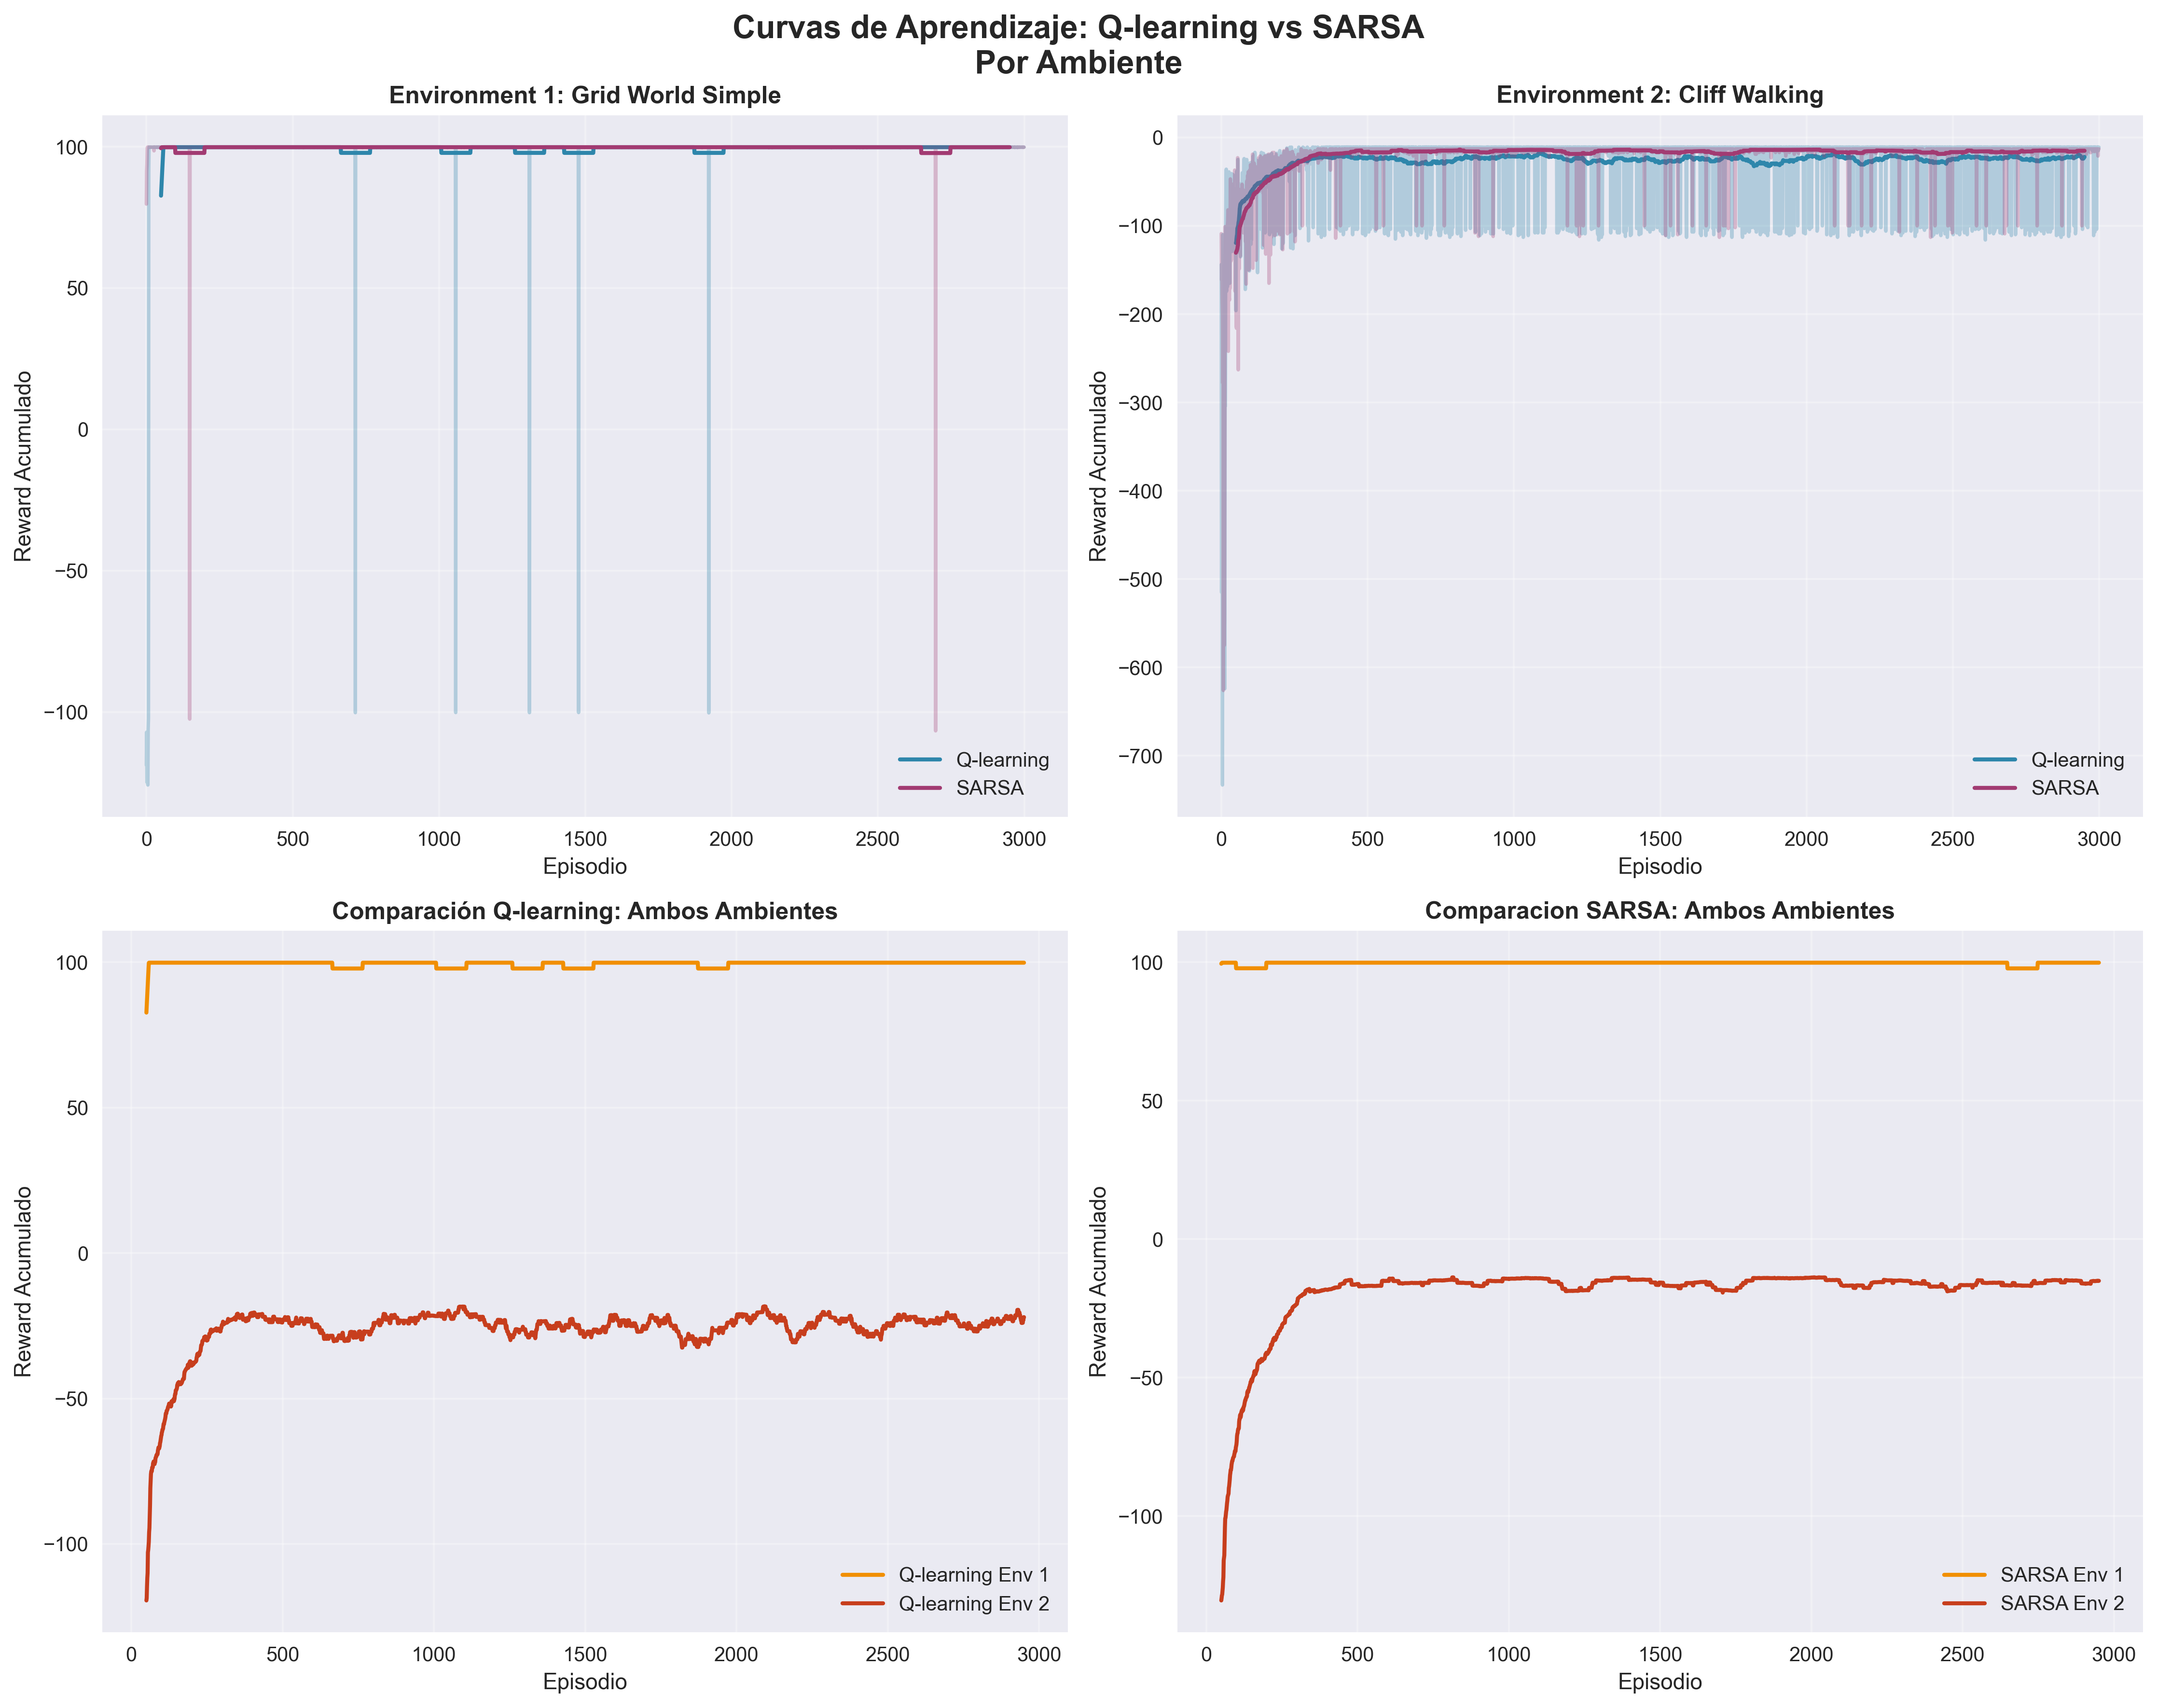 Curvas de Aprendizaje: Q-learning vs SARSA
Por Ambiente
Environment 1: Grid World Simple
Reward Acumulado
100
50
0
−50
−100
0 500 1000 1500 2000 2500 3000
Episodio
Q-learning
SARSA
Environment 2: Cliff Walking
Reward Acumulado
0
−100
−200
−300
−400
−500
−600
−700
0 500 1000 1500 2000 2500 3000
Episodio
Q-learning
SARSA
Comparación Q-learning: Ambos Ambientes
Reward Acumulado
100
50
0
−50
−100
0 500 1000 1500 2000 2500 3000
Episodio
Q-learning Env 1
Q-learning Env 2
Comparacion SARSA: Ambos Ambientes
Reward Acumulado
100
50
0
−50
−100
0 500 1000 1500 2000 2500 3000
Episodio
SARSA Env 1
SARSA Env 2